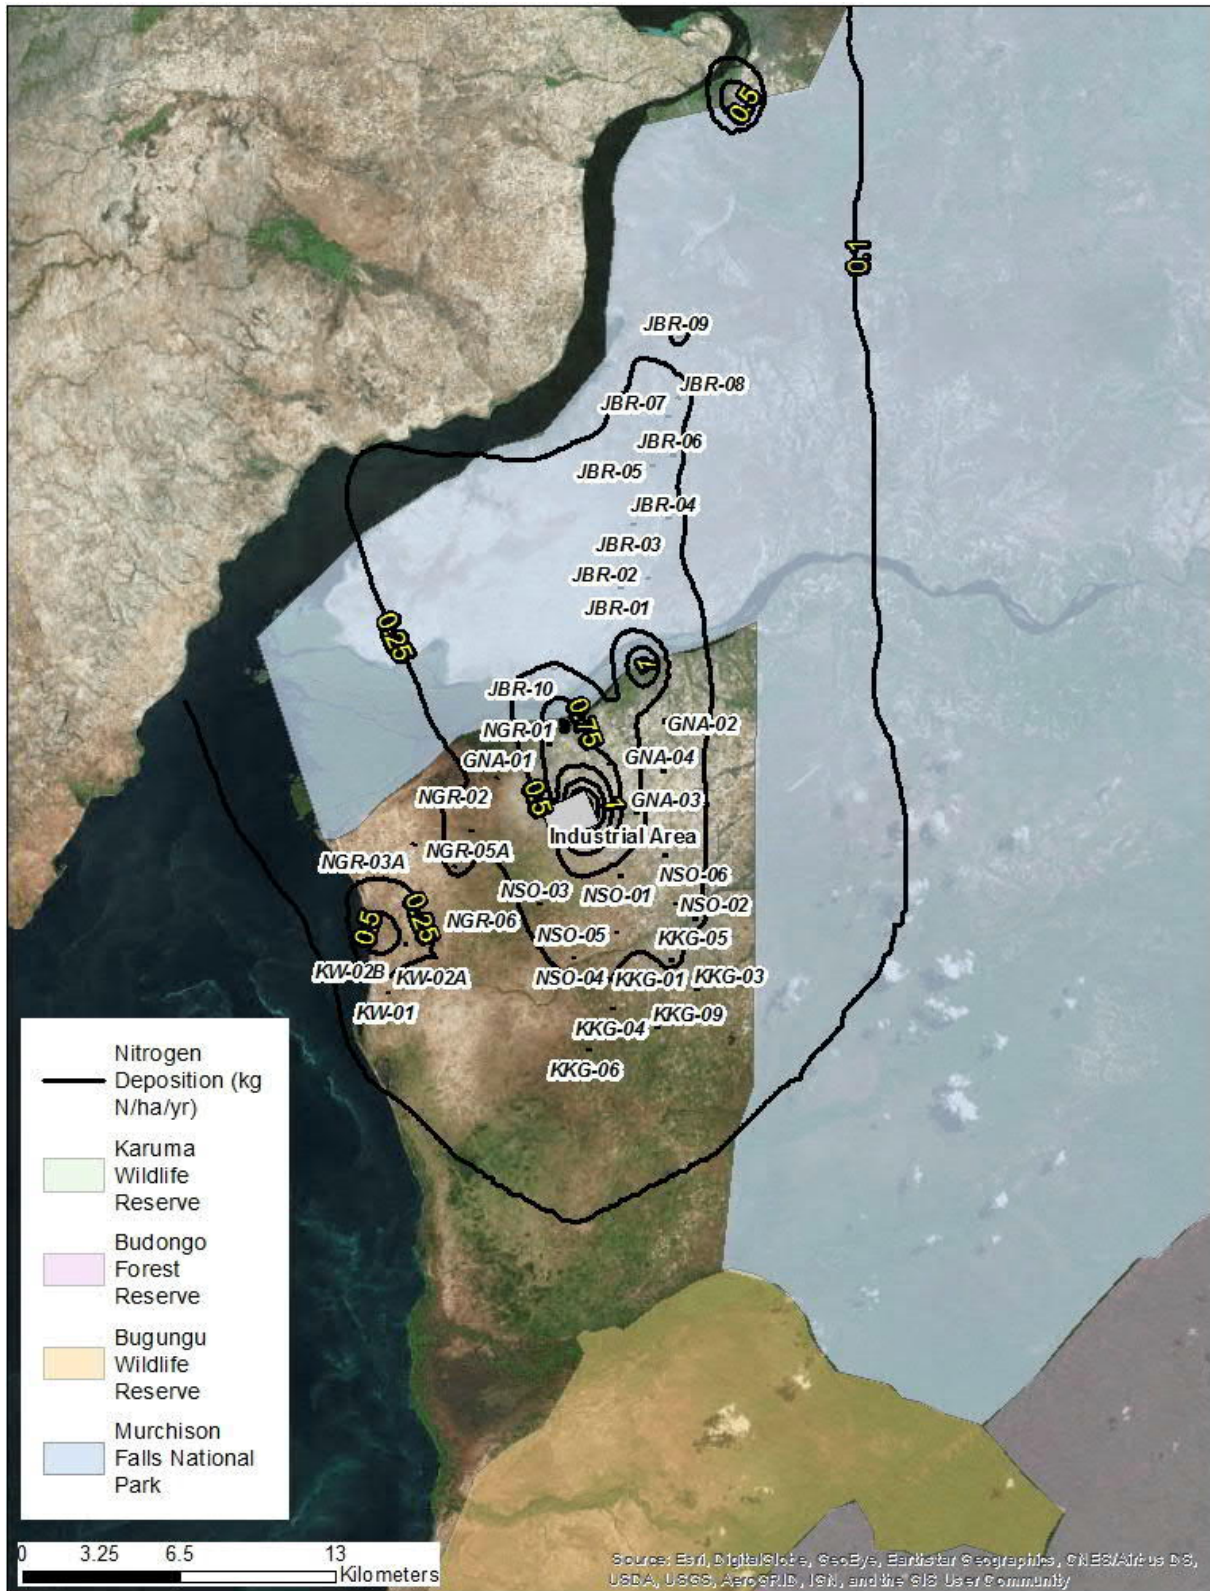 0.5
0.1
JBR-09
JBR-08
JBR-07
JBR-06
JBR-05
JBR-04
JBR-03
JBR-02
JBR-01
0.25
1
JBR-10
0.75
NGR-01
GNA-02
GNA-01
GNA-04
NGR-02
0.5
1
GNA-03
Industrial Area
NGR-05A
NGR-03A
NSO-03
NSO-01
NSO-06
NSO-02
0.5
0.25
NGR-06
NSO-05
KKG-05
KW-02B
KW-02A
NSO-04
KKG-01
KKG-03
KW-01
KKG-04
KKG-09
KKG-06
Nitrogen
Deposition (kg
N/ha/yr)
Karuma
Wildlife
Reserve
Budongo
Forest
Reserve
Bugungu
Wildlife
Reserve
Murchison
Falls National
Park
0 3.25 6.5 13
Kilometers
Source: Esri, DigitalGlobe, GeoEye, Earthstar Geographics, CNES/Airbus DS,
USDA, USGS, AeroGRID, IGN, and the GIS User Community